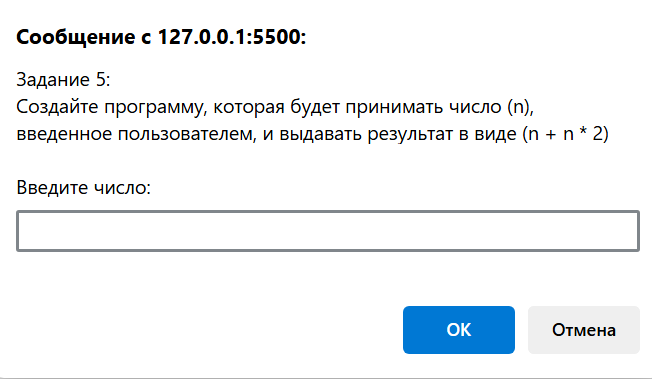 Сообщение с 127.0.0.1:5500:
Задание 5:
Создайте программу, которая будет принимать число (n),
введенное пользователем, и выдавать результат в виде (n + n * 2)
Введите число:
ОК
Отмена